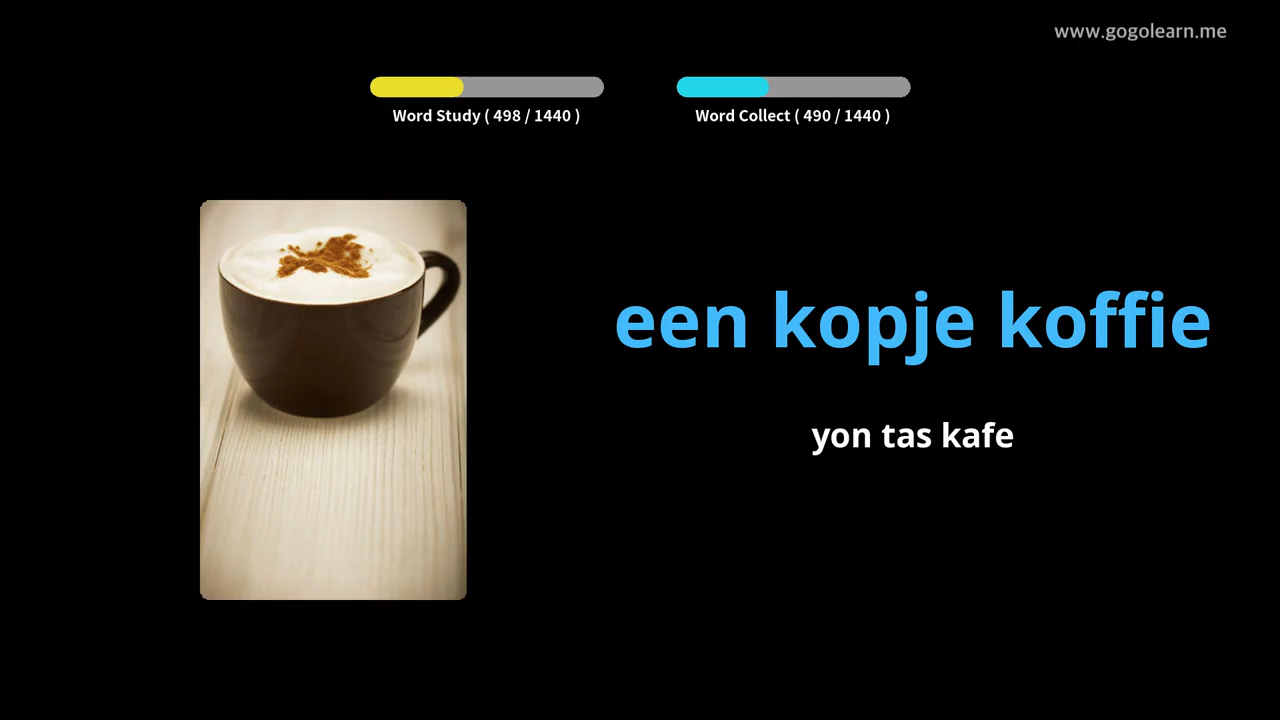 www.gogolearn.me
Word Study ( 498 / 1440 )
Word Collect ( 490 / 1440 )
een kopje koffie
yon tas kafe